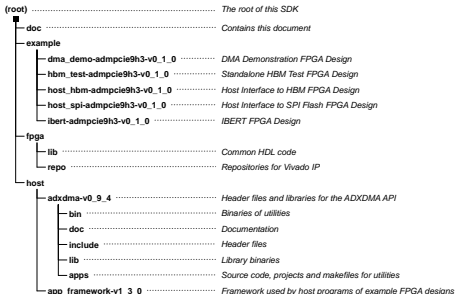 (root) The root of this SDK
doc Contains this document
example
dma_demo-admpcie9h3-v0_1_0 DMA Demonstration FPGA Design
hbm_test-admpcie9h3-v0_1_0 Standalone HBM Test FPGA Design
host_hbm-admpcie9h3-v0_1_0 Host Interface to HBM FPGA Design
host_spi-admpcie9h3-v0_1_0 Host Interface to SPI Flash FPGA Design
ibert-admpcie9h3-v0_1_0 IBERT FPGA Design
fpga
lib Common HDL code
repo Repositories for Vivado IP
host
adxdma-v0_9_4 Header files and libraries for the ADXDMA API
bin Binaries of utilities
doc Documentation
include Header files
lib Library binaries
apps Source code, projects and makefiles for utilities
app_framework-v1_3_0 Framework used by host programs of example FPGA designs